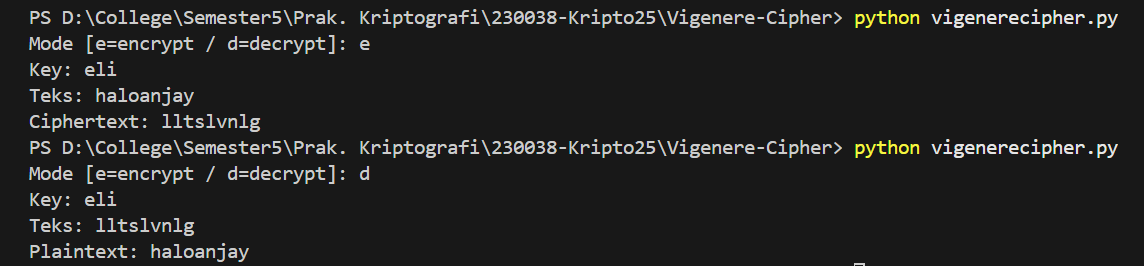 PS D:\College\Semester5\Prak. Kriptografi\230038-Kripto25\Vigenere-Cipher> python vigenerecipher.py
Mode [e=encrypt / d=decrypt]: e
Key: eli
Teks: haloanjay
Ciphertext: lltslvnlg
PS D:\College\Semester5\Prak. Kriptografi\230038-Kripto25\Vigenere-Cipher> python vigenerecipher.py
Mode [e=encrypt / d=decrypt]: d
Key: eli
Teks: lltslvnlg
Plaintext: haloanjay